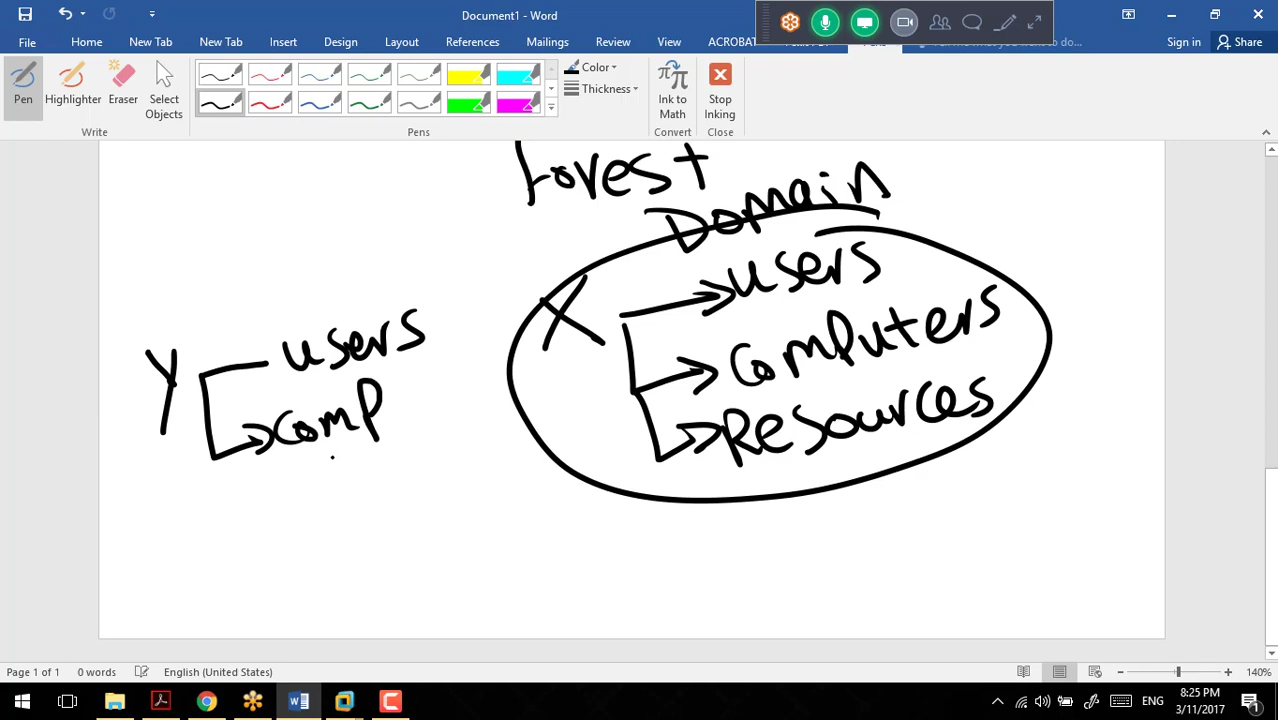 Document1 - Word
File Home New Tab New Tab Insert Design Layout References Mailings Review View ACROBAT
Sign in Share
Pen Highlighter Eraser Select Objects
Color
Thickness
Ink to Math
Stop Inking
Write Pens Convert Close
Forest
Domain
X users
computers
Resources
Y users
comp
Page 1 of 1 0 words English (United States) 140%
ENG
8:25 PM
3/11/2017
1